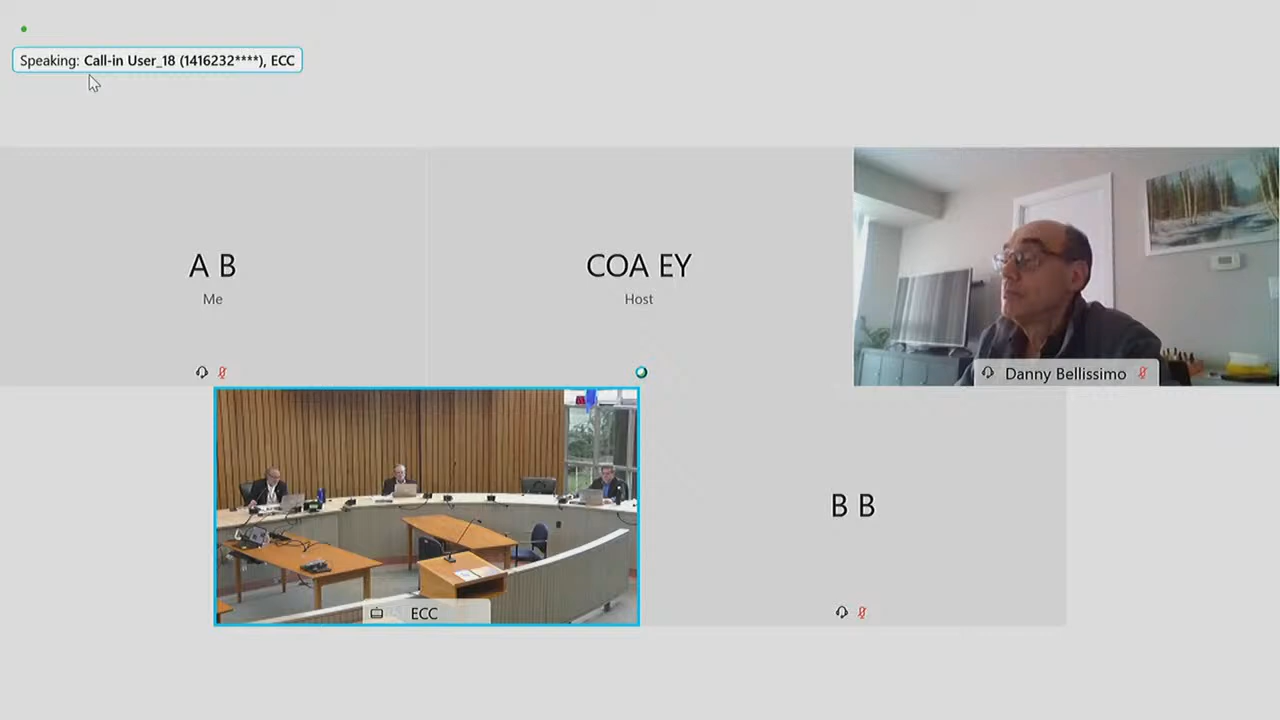 Speaking: Call-in User_18 (1416232****), ECC
A B
Me
COA EY
Host
Danny Bellissimo
ECC
B B